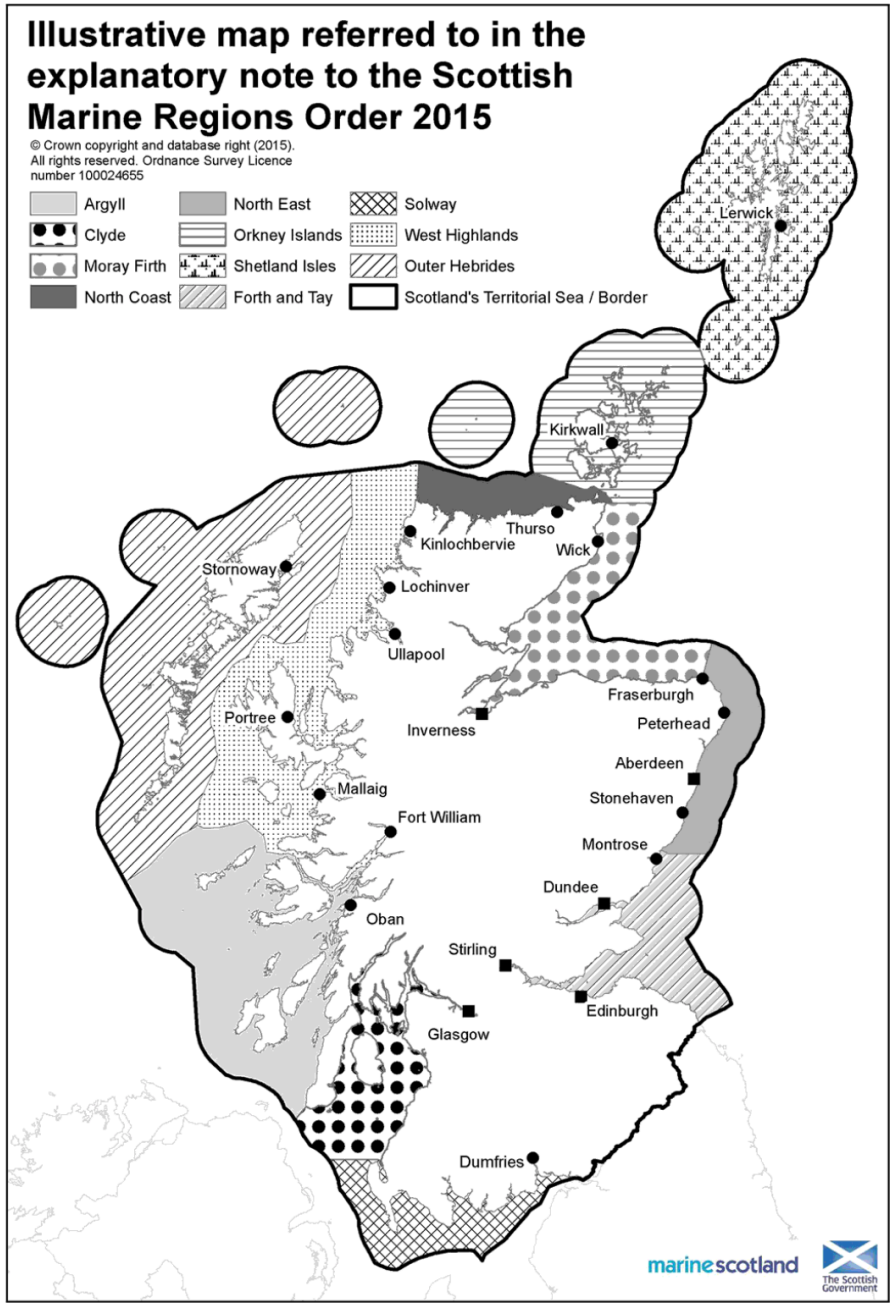 Illustrative map referred to in the
explanatory note to the Scottish
Marine Regions Order 2015
© Crown copyright and database right (2015).
All rights reserved. Ordnance Survey Licence
number 100024655
Argyll
North East
Solway
Clyde
Orkney Islands
West Highlands
Moray Firth
Shetland Isles
Outer Hebrides
North Coast
Forth and Tay
Scotland's Territorial Sea / Border
Lerwick
Kirkwall
Thurso
Kinlochbervie
Wick
Stornoway
Lochinver
Ullapool
Fraserburgh
Portree
Peterhead
Inverness
Aberdeen
Mallaig
Stonehaven
Fort William
Montrose
Dundee
Oban
Stirling
Edinburgh
Glasgow
Dumfries
marinescotland
The Scottish
Government